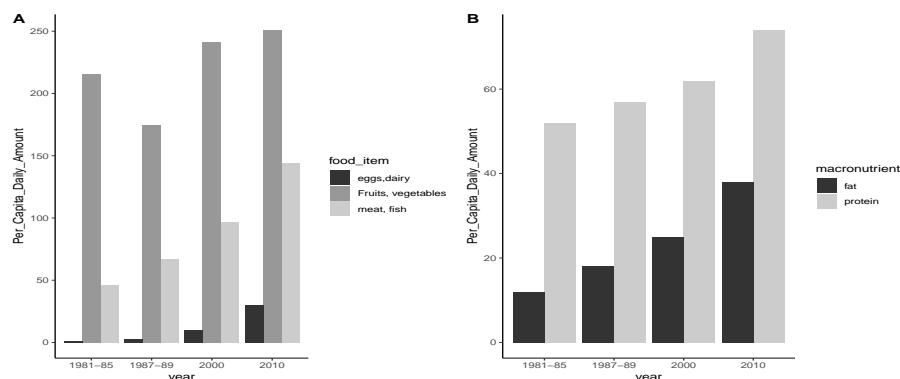 A
Per_Capita_Daily_Amount
250
200
150
100
50
0
1981–85
1987–89
2000
2010
year
food_item
eggs,dairy
Fruits, vegetables
meat, fish
B
Per_Capita_Daily_Amount
60
40
20
0
1981–85
1987–89
2000
2010
year
macronutrient
fat
protein